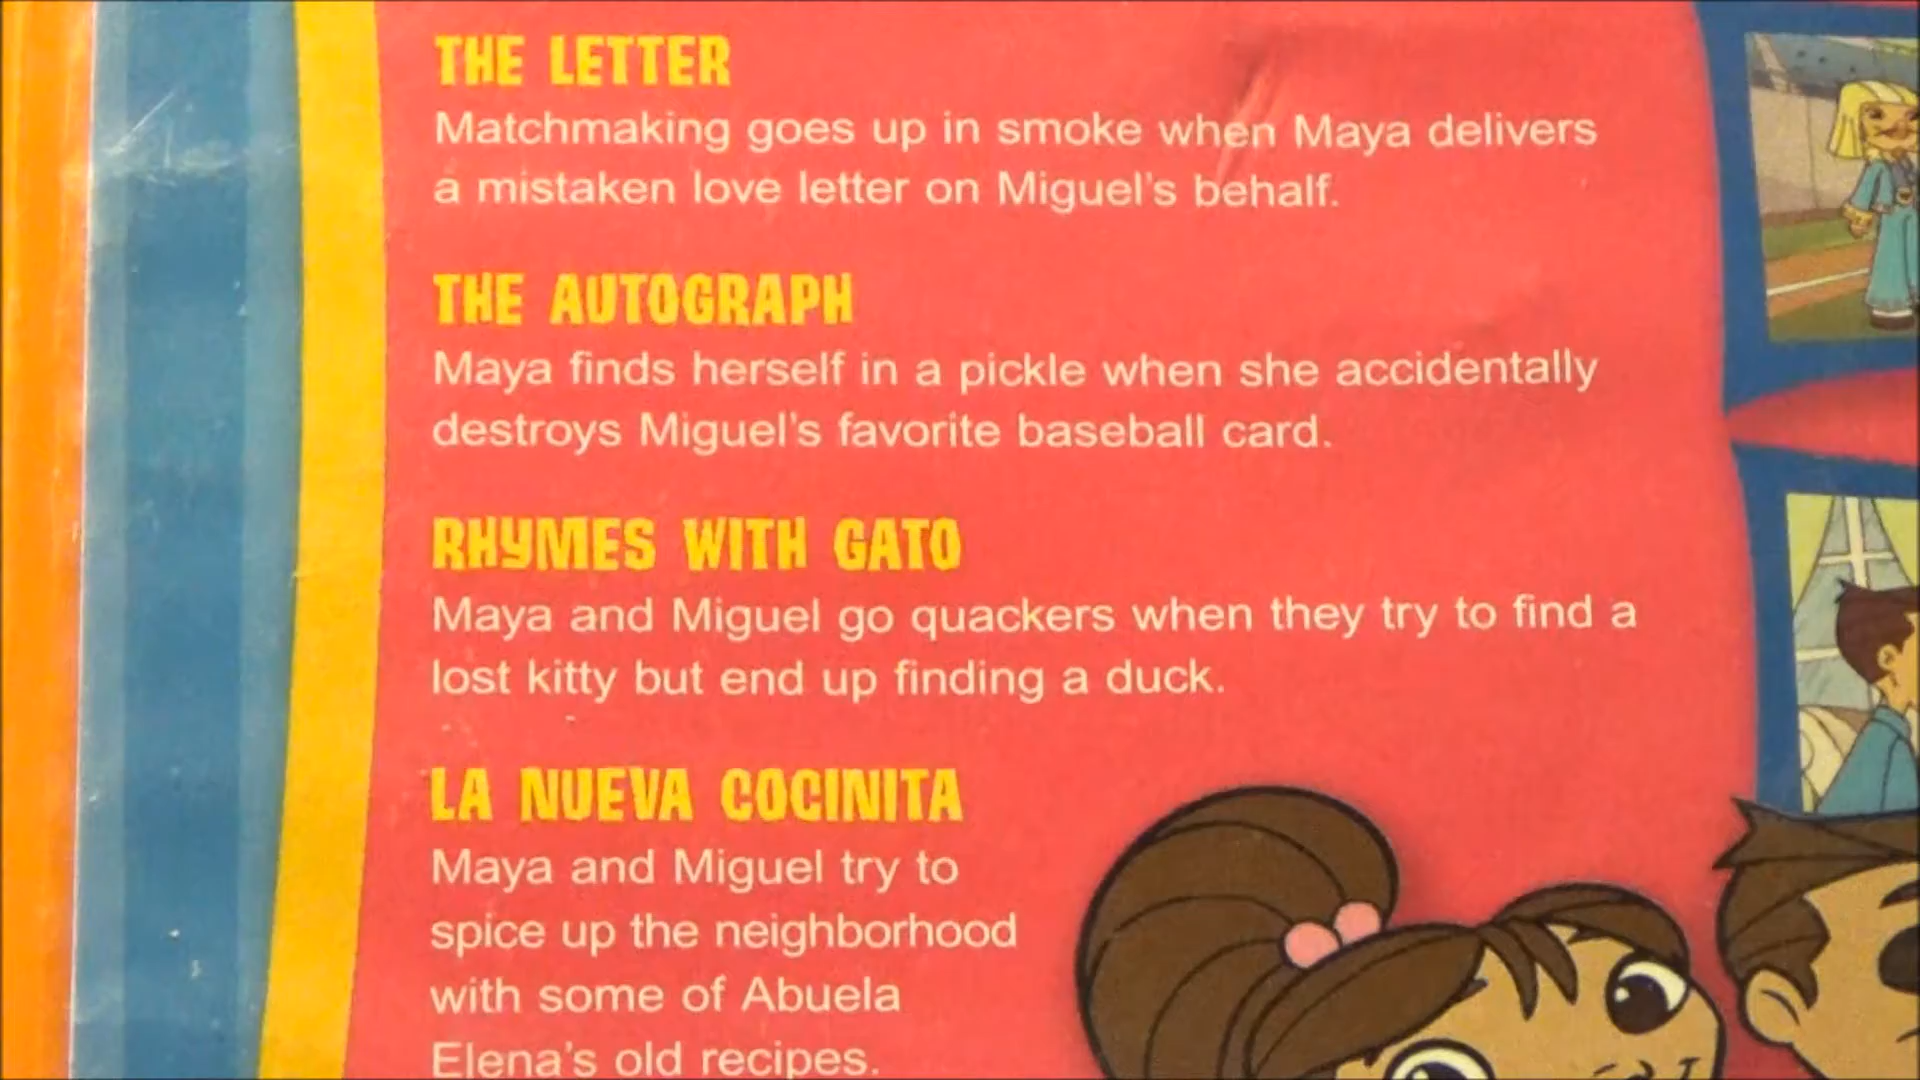 THE LETTER
Matchmaking goes up in smoke when Maya delivers
a mistaken love letter on Miguel's behalf.
THE AUTOGRAPH
Maya finds herself in a pickle when she accidentally
destroys Miguel's favorite baseball card.
RHYMES WITH GATO
Maya and Miguel go quackers when they try to find a
lost kitty but end up finding a duck.
LA NUEVA COCINITA
Maya and Miguel try to
spice up the neighborhood
with some of Abuela
Elena's old recipes.